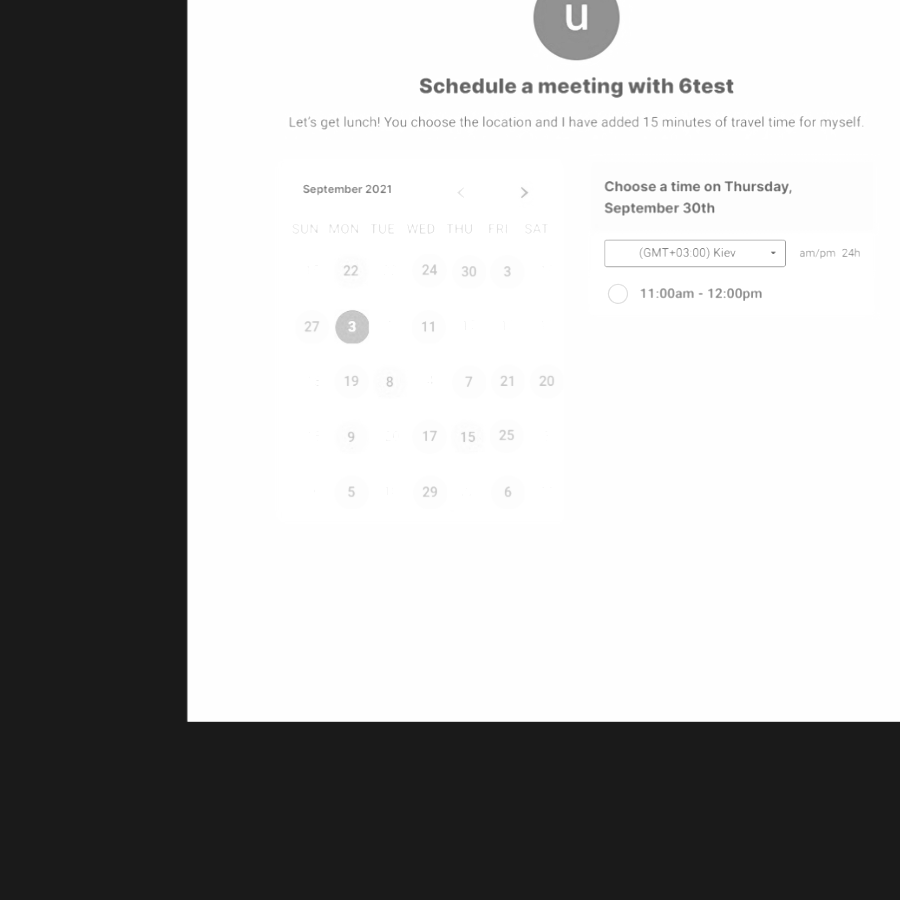 u
Schedule a meeting with 6test
Let's get lunch! You choose the location and I have added 15 minutes of travel time for myself.
September 2021 < >
SUN MON TUE WED THU FRI SAT
22 24 30 3
27 3 11
19 8 7 21 20
9 17 15 25
5 29 6
Choose a time on Thursday,
September 30th
(GMT+03:00) Kiev am/pm 24h
11:00am - 12:00pm